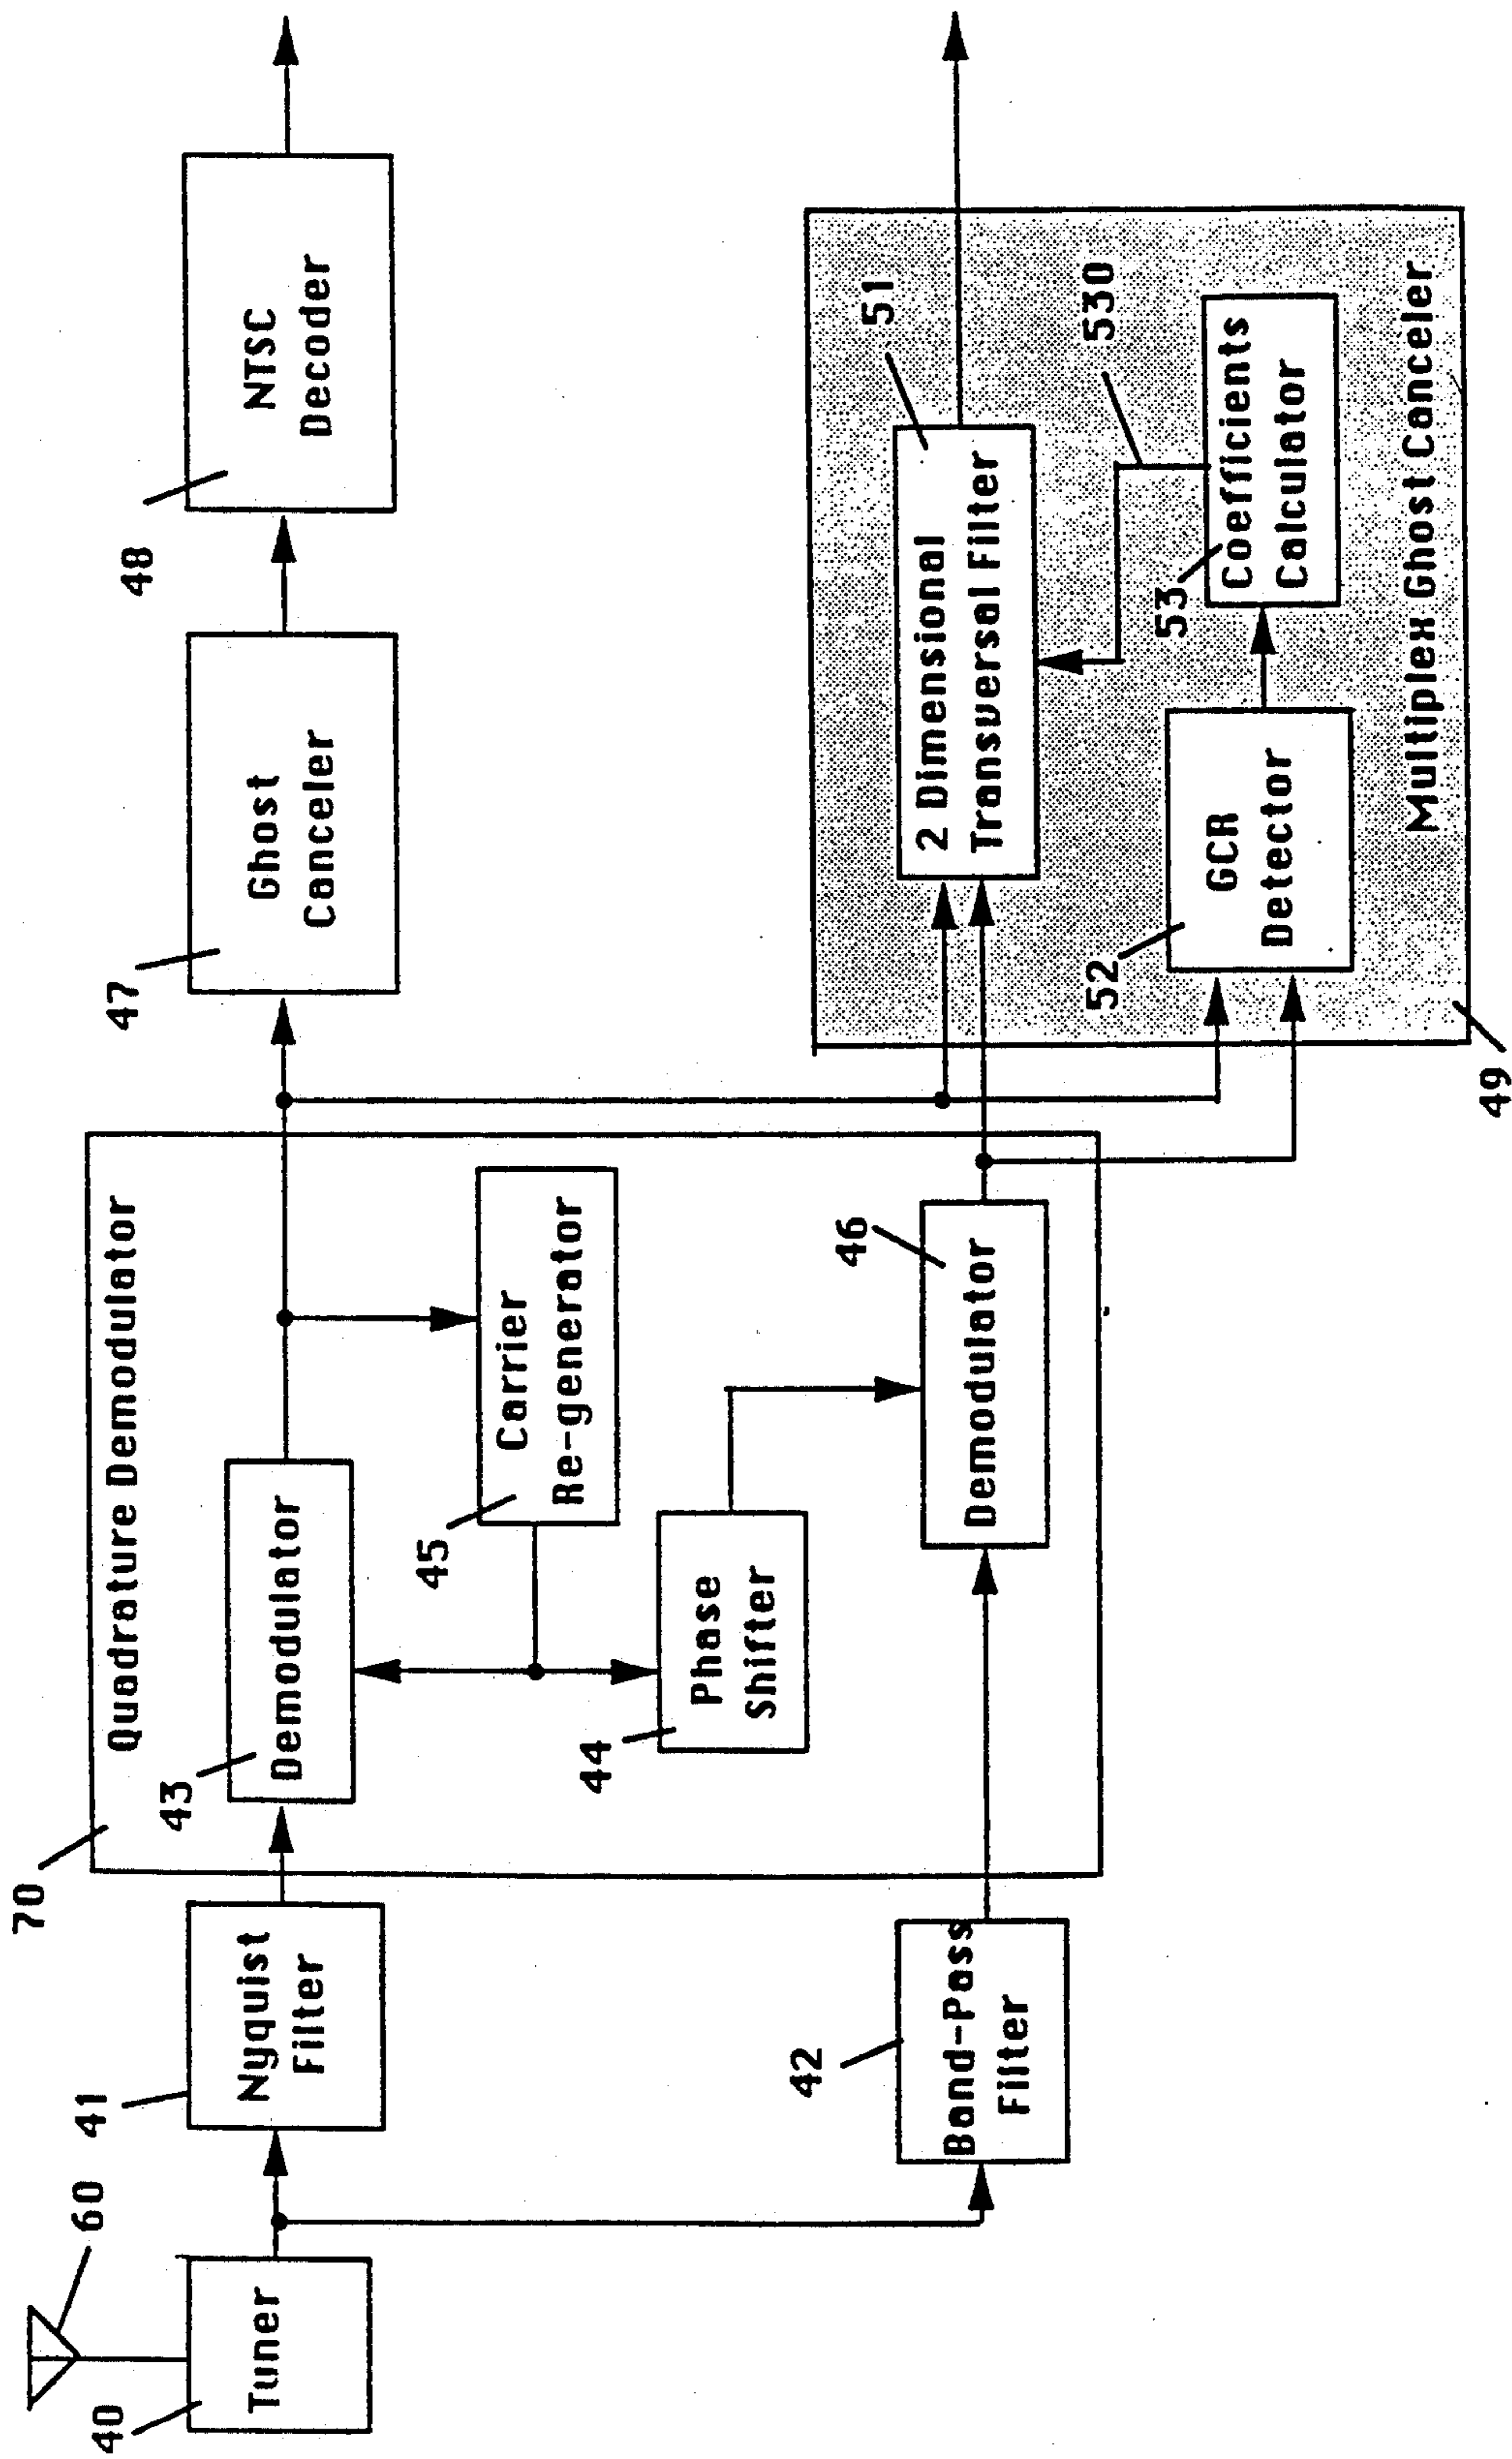 60
40
Tuner
41
Nyquist
Filter
42
Band-Pass
Filter
70
Quadrature Demodulator
43
Demodulator
45
Carrier
Re-generator
44
Phase
Shifter
46
Demodulator
47
Ghost
Canceler
48
NTSC
Decoder
51
2 Dimensional
Transversal Filter
530
52
GCR
Detector
53
Coefficients
Calculator
Multiplex Ghost Canceler
49